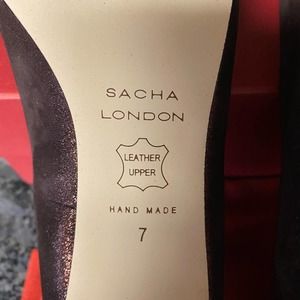 SACHA
LONDON
LEATHER
UPPER
HAND MADE
7